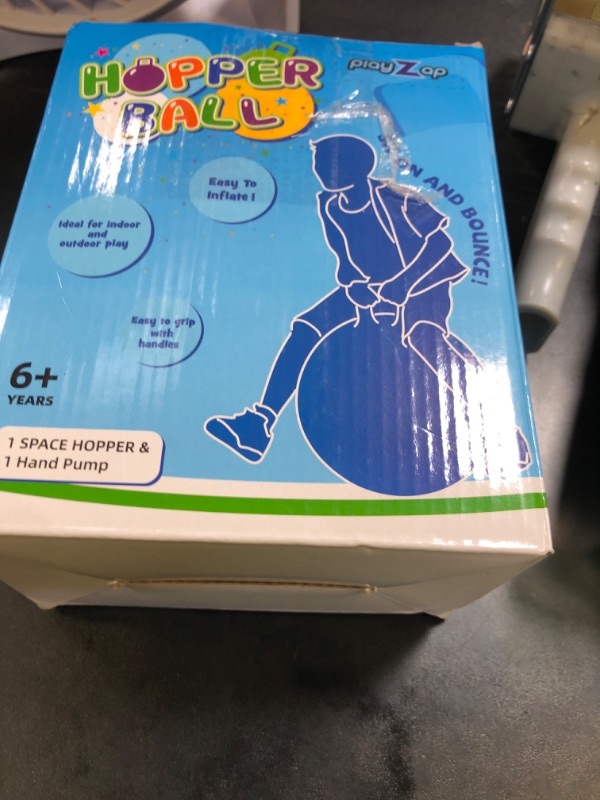 HOPPER
BALL
playZap
Easy To
Inflate !
ON AND BOUNCE!
Ideal for indoor
and
outdoor play
Easy to grip
with
handles
6+
YEARS
1 SPACE HOPPER &
1 Hand Pump